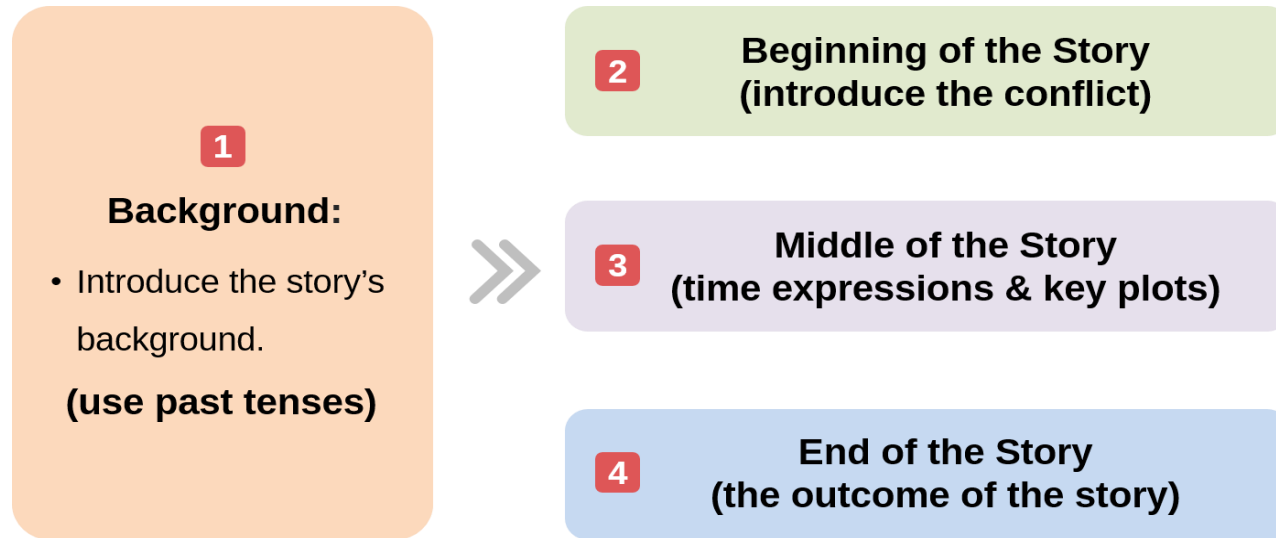 1
Background:
• Introduce the story’s
background.
(use past tenses)
2
Beginning of the Story
(introduce the conflict)
3
Middle of the Story
(time expressions & key plots)
4
End of the Story
(the outcome of the story)